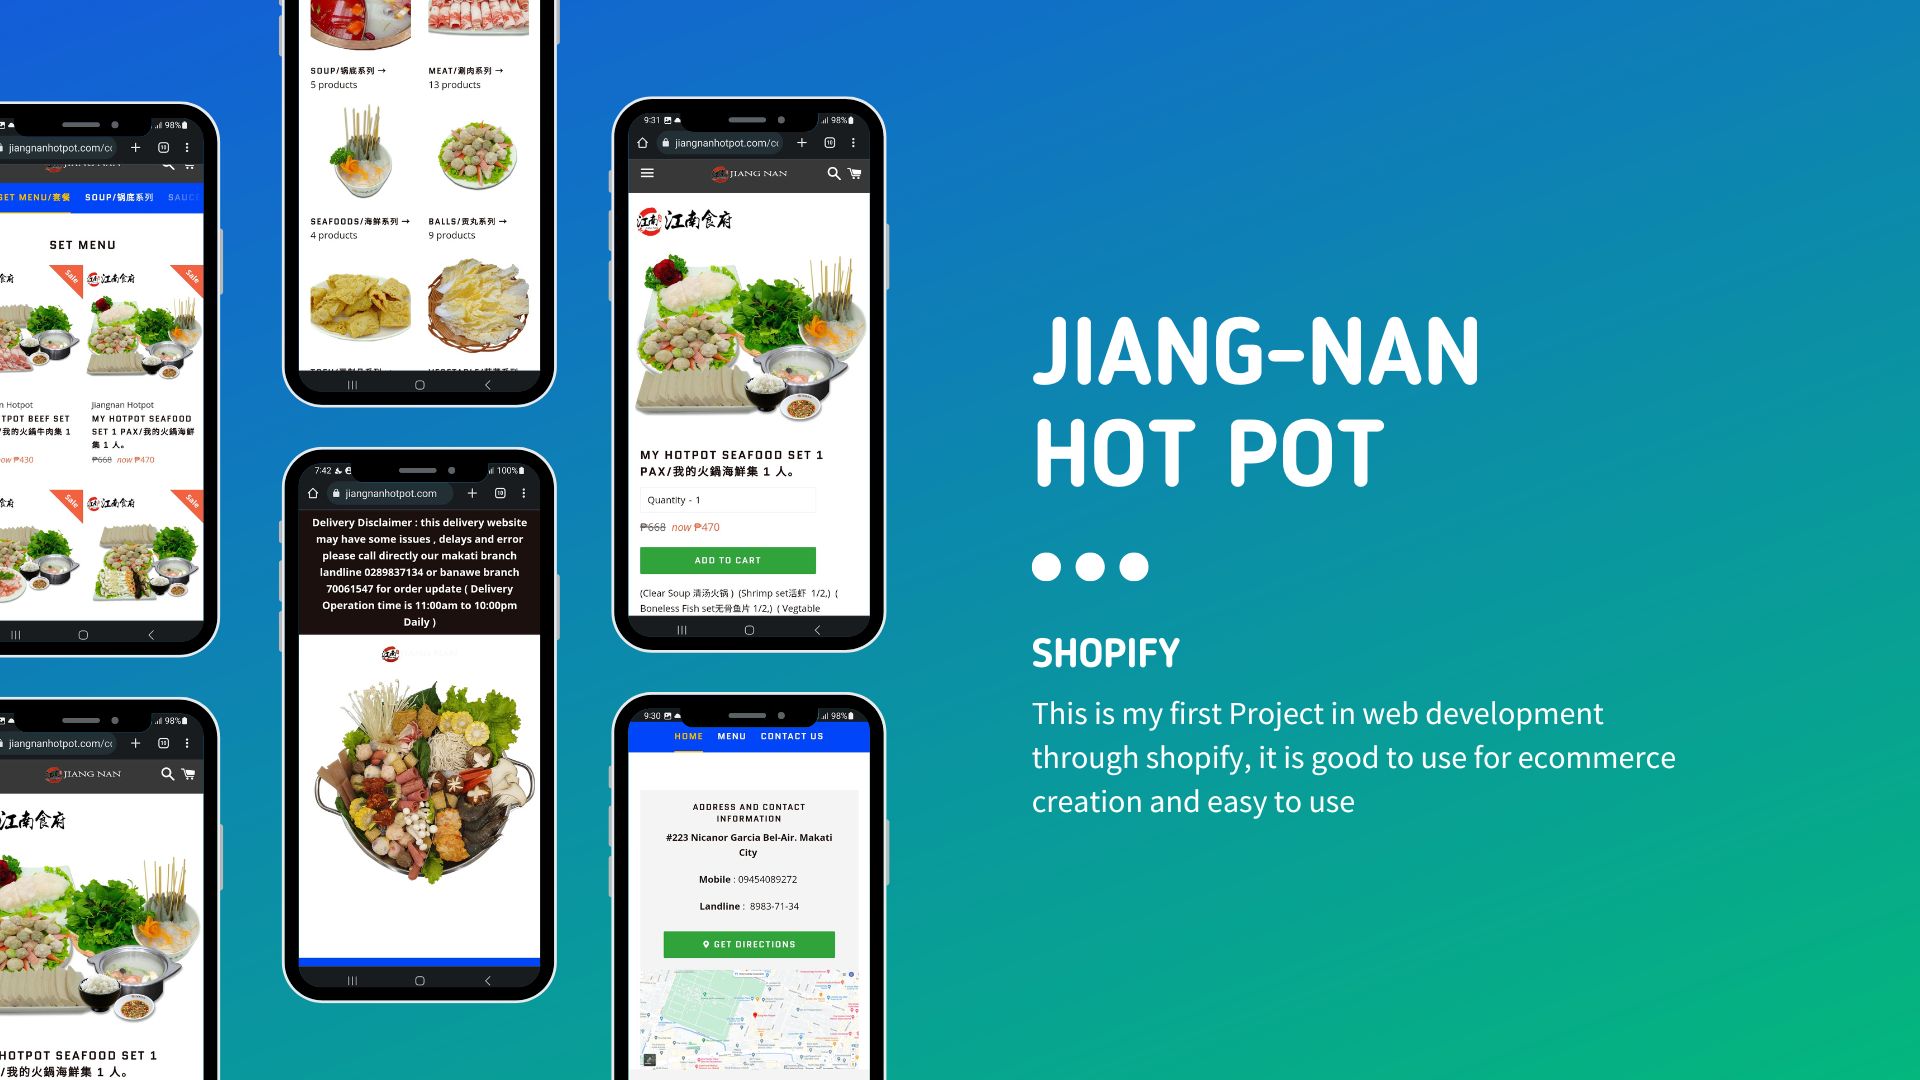 98%
jiangnanhotpot.com/cc
JIANG NAN
SET MENU/套餐
SOUP/锅底系列
SAUCE
SET MENU
Sale
Sale
江南食府
n Hotpot
TPOT BEEF SET
/我的火鍋牛肉集 1
ow ₱430
Jiangnan Hotpot
MY HOTPOT SEAFOOD
SET 1 PAX/我的火鍋海鮮
集 1 人。
₱668 now ₱470
Sale
Sale
江南食府
98%
jiangnanhotpot.com/cc
JIANG NAN
江南食府
HOTPOT SEAFOOD SET 1
/我的火鍋海鮮集 1 人。
SOUP/锅底系列 →
5 products
MEAT/涮肉系列 →
13 products
SEAFOODS/海鲜系列 →
4 products
BALLS/贡丸系列 →
9 products
7:42
100%
jiangnanhotpot.com
Delivery Disclaimer : this delivery website
may have some issues , delays and error
please call directly our makati branch
landline 0289837134 or banawe branch
70061547 for order update ( Delivery
Operation time is 11:00am to 10:00pm
Daily )
江南
9:31
98%
jiangnanhotpot.com/cc
JIANG NAN
江南 江南食府
MY HOTPOT SEAFOOD SET 1
PAX/我的火鍋海鮮集 1 人。
Quantity - 1
₱668 now ₱470
ADD TO CART
(Clear Soup 清汤火锅 ) (Shrimp set活虾 1/2,) (
Boneless Fish set无骨鱼片 1/2,) ( Vegtable
9:30
98%
HOME
MENU
CONTACT US
ADDRESS AND CONTACT
INFORMATION
#223 Nicanor Garcia Bel-Air. Makati
City
Mobile : 09454089272
Landline : 8983-71-34
GET DIRECTIONS
JIANG-NAN
HOT POT
SHOPIFY
This is my first Project in web development
through shopify, it is good to use for ecommerce
creation and easy to use